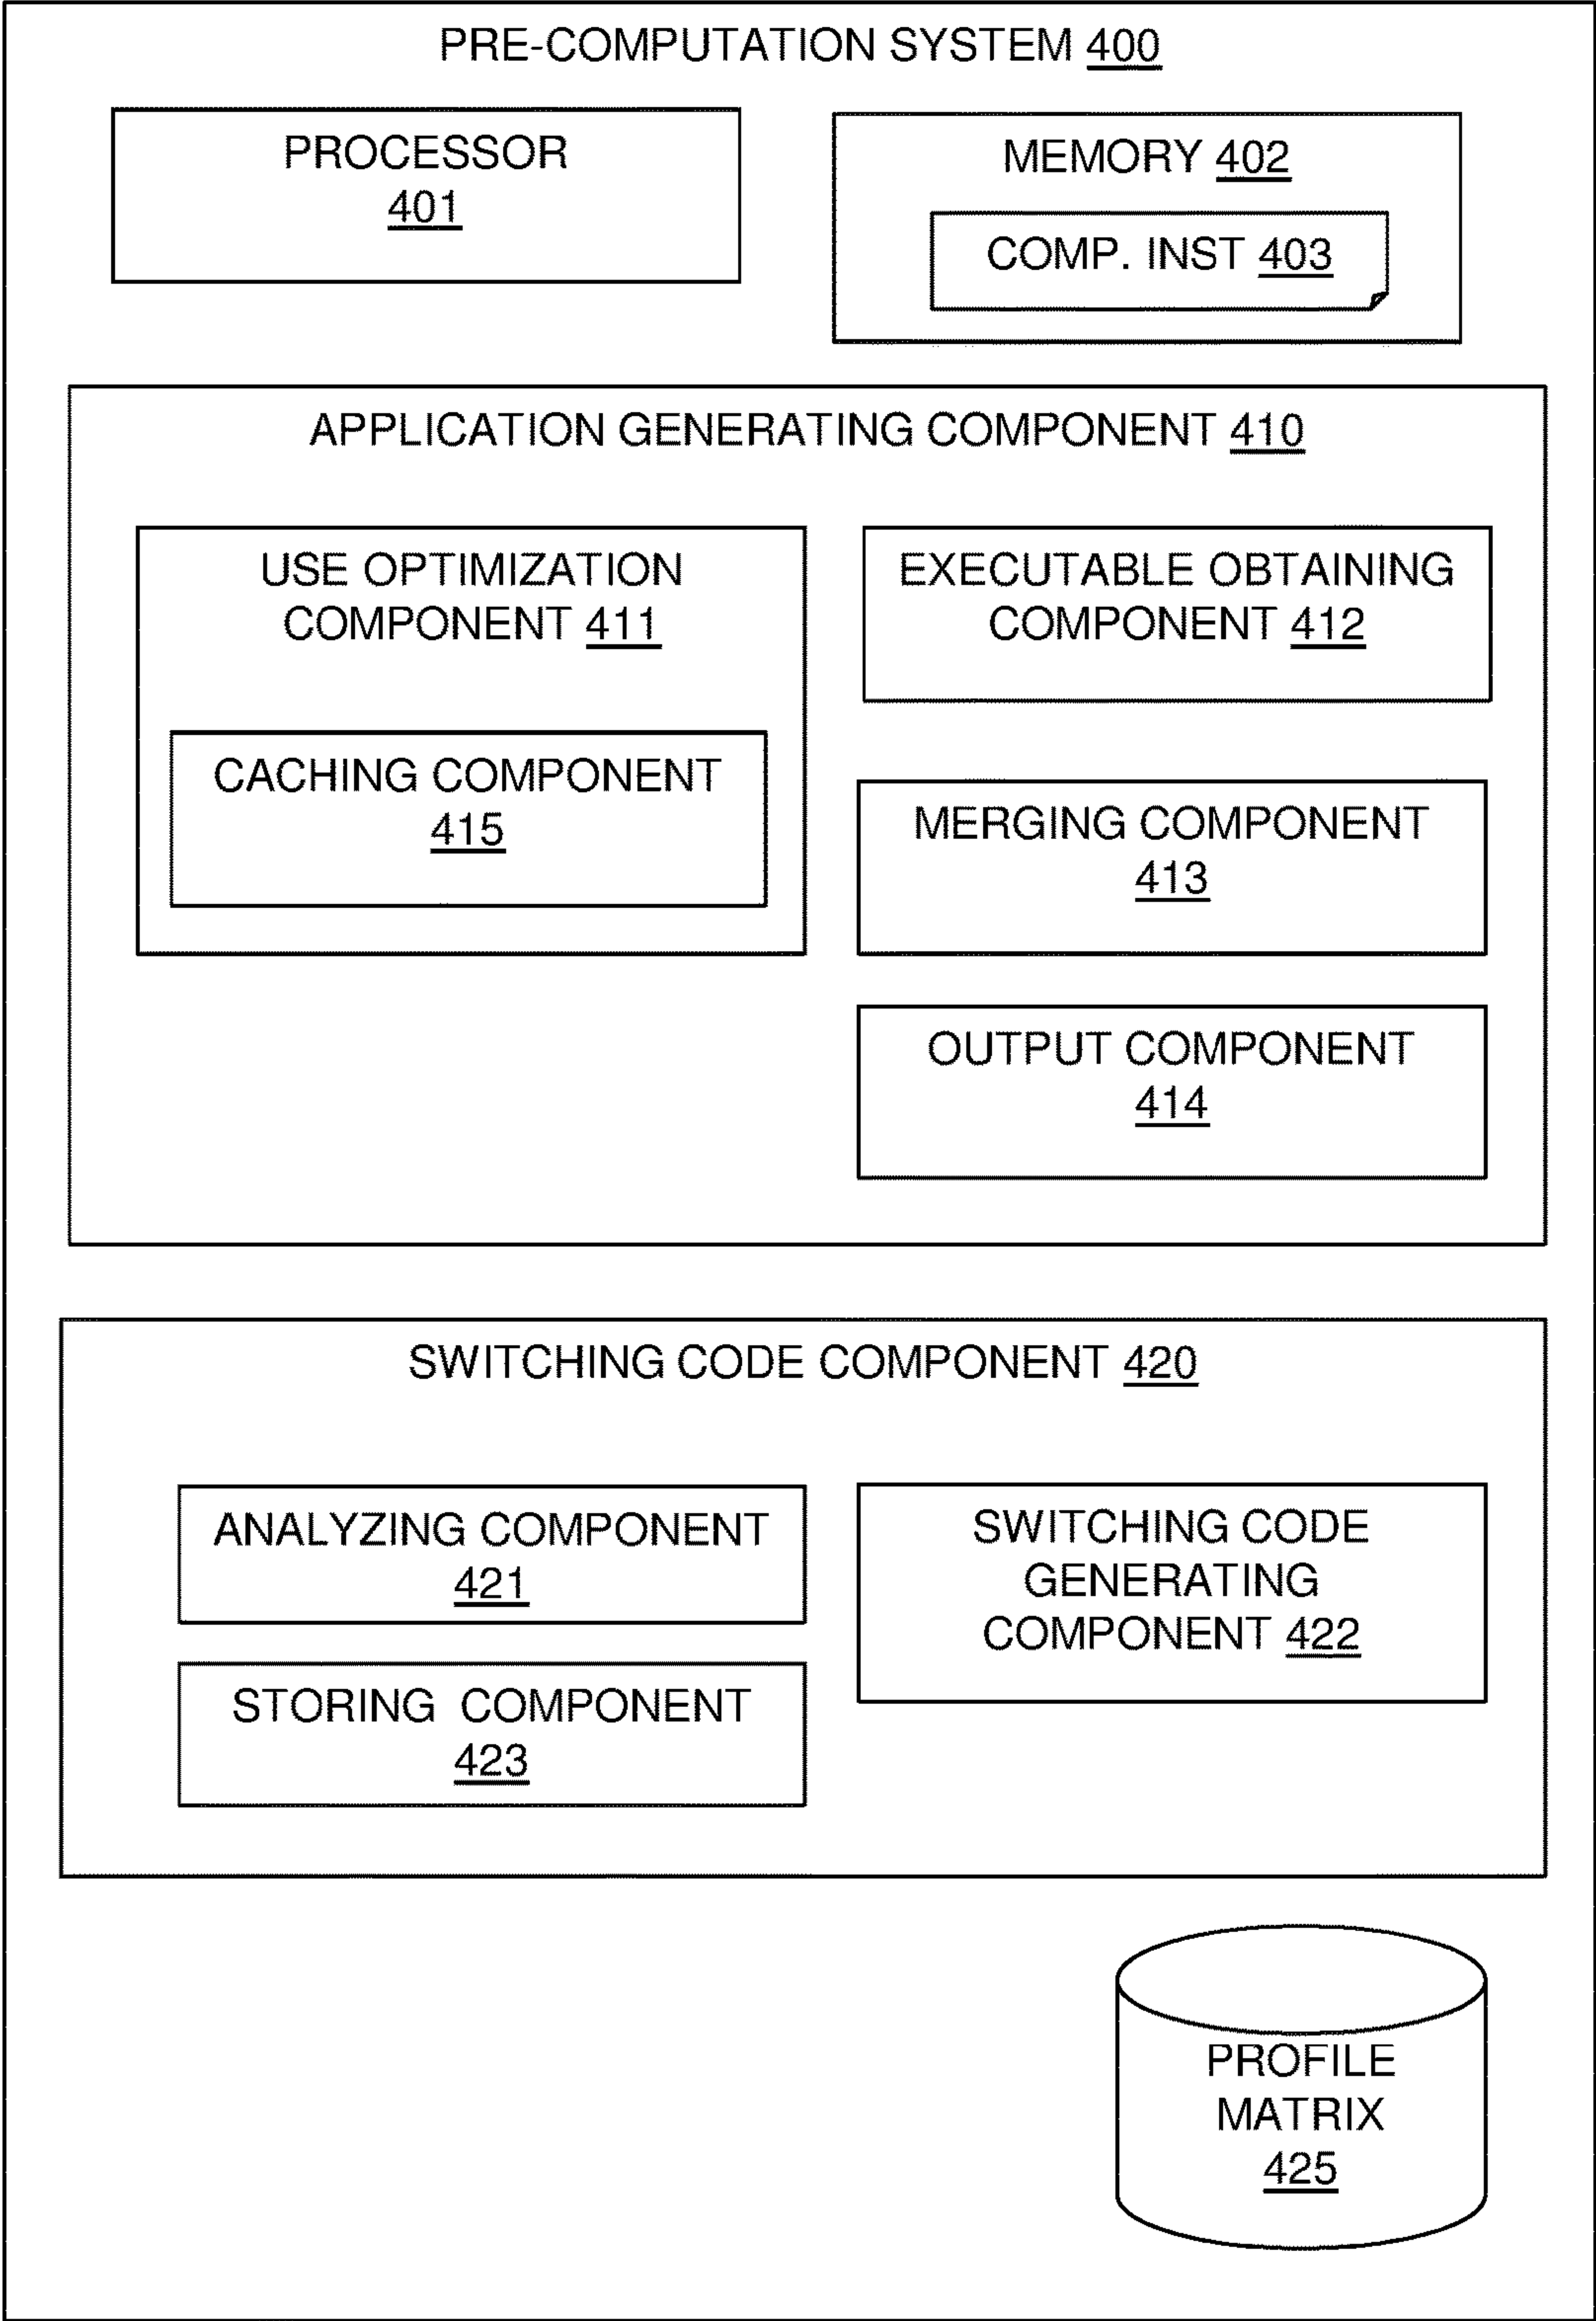 PRE-COMPUTATION SYSTEM 400
PROCESSOR
401
MEMORY 402
COMP. INST 403
APPLICATION GENERATING COMPONENT 410
USE OPTIMIZATION
COMPONENT 411
CACHING COMPONENT
415
EXECUTABLE OBTAINING
COMPONENT 412
MERGING COMPONENT
413
OUTPUT COMPONENT
414
SWITCHING CODE COMPONENT 420
ANALYZING COMPONENT
421
STORING COMPONENT
423
SWITCHING CODE
GENERATING
COMPONENT 422
PROFILE
MATRIX
425